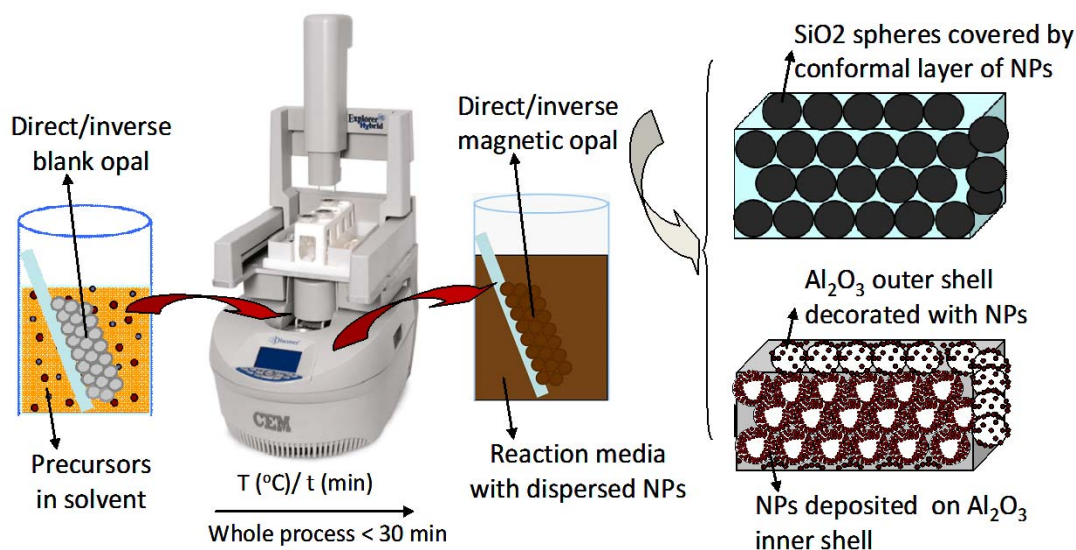 Direct/inverse
blank opal
Precursors
in solvent
Explorer
Hybrid
Discover
CEM
T (°C)/ t (min)
Whole process < 30 min
Direct/inverse
magnetic opal
Reaction media
with dispersed NPs
SiO2 spheres covered by
conformal layer of NPs
Al₂O₃ outer shell
decorated with NPs
NPs deposited on Al₂O₃
inner shell